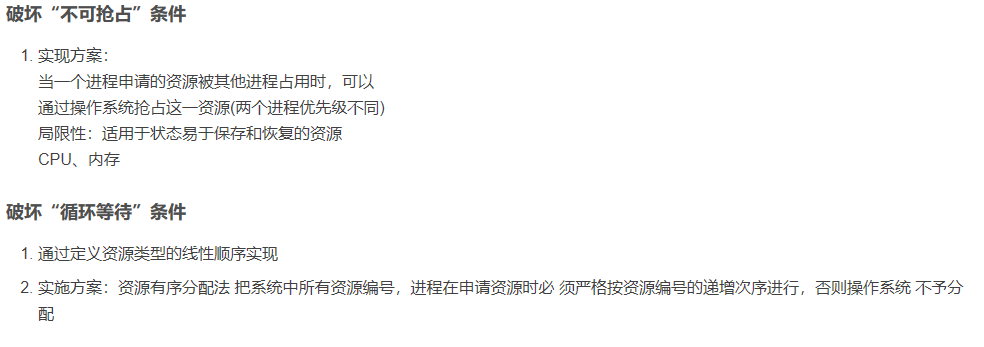 破坏“不可抢占”条件
1. 实现方案：
当一个进程申请的资源被其他进程占用时，可以
通过操作系统抢占这一资源(两个进程优先级不同)
局限性：适用于状态易于保存和恢复的资源
CPU、内存
破坏“循环等待”条件
1. 通过定义资源类型的线性顺序实现
2. 实施方案：资源有序分配法 把系统中所有资源编号，进程在申请资源时必 须严格按资源编号的递增次序进行，否则操作系统 不予分
配